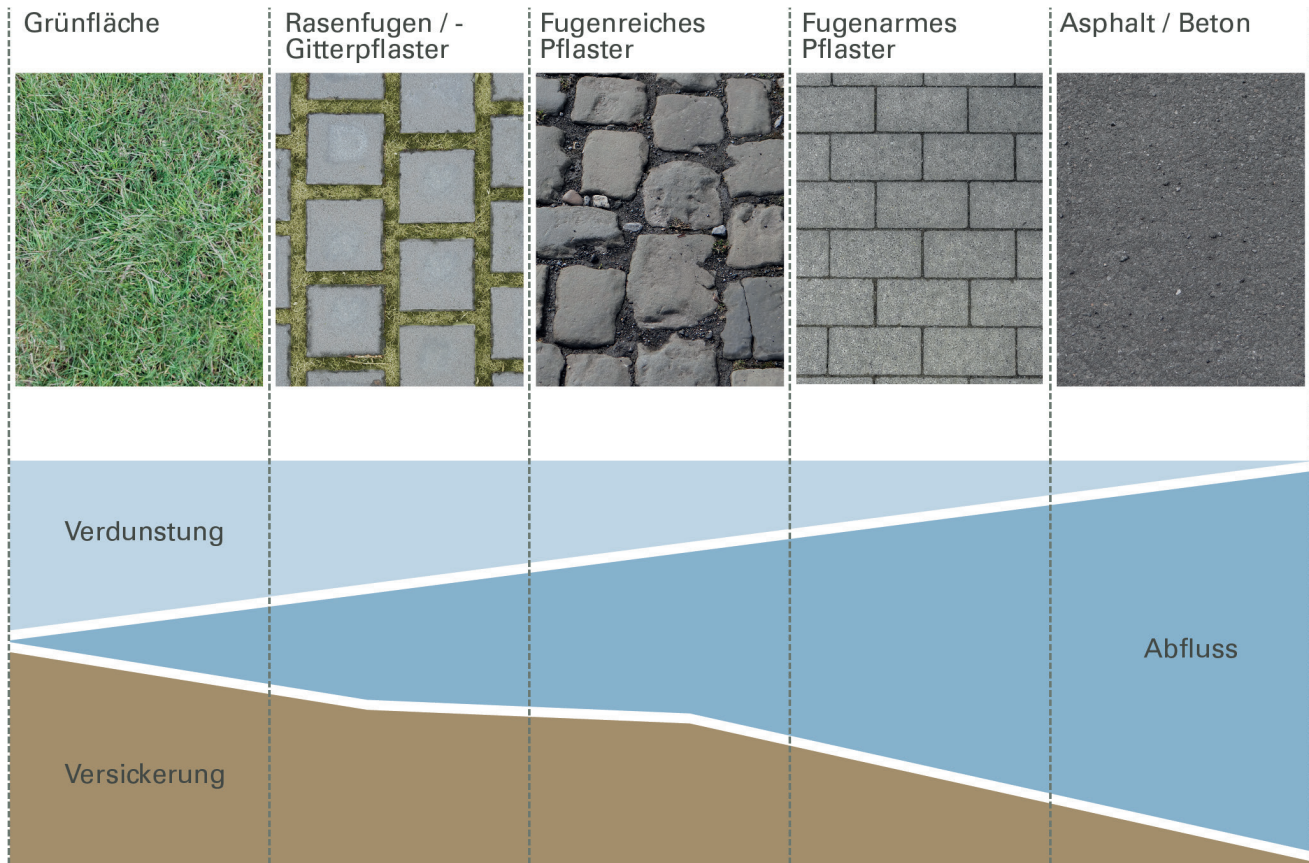 Grünfläche
Rasenfugen / -
Gitterpflaster
Fugenreiches
Pflaster
Fugenarmes
Pflaster
Asphalt / Beton
Verdunstung
Abfluss
Versickerung